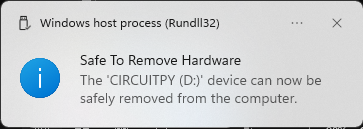 Windows host process (Rundll32)
Safe To Remove Hardware
The 'CIRCUITPY (D:)' device can now be
safely removed from the computer.